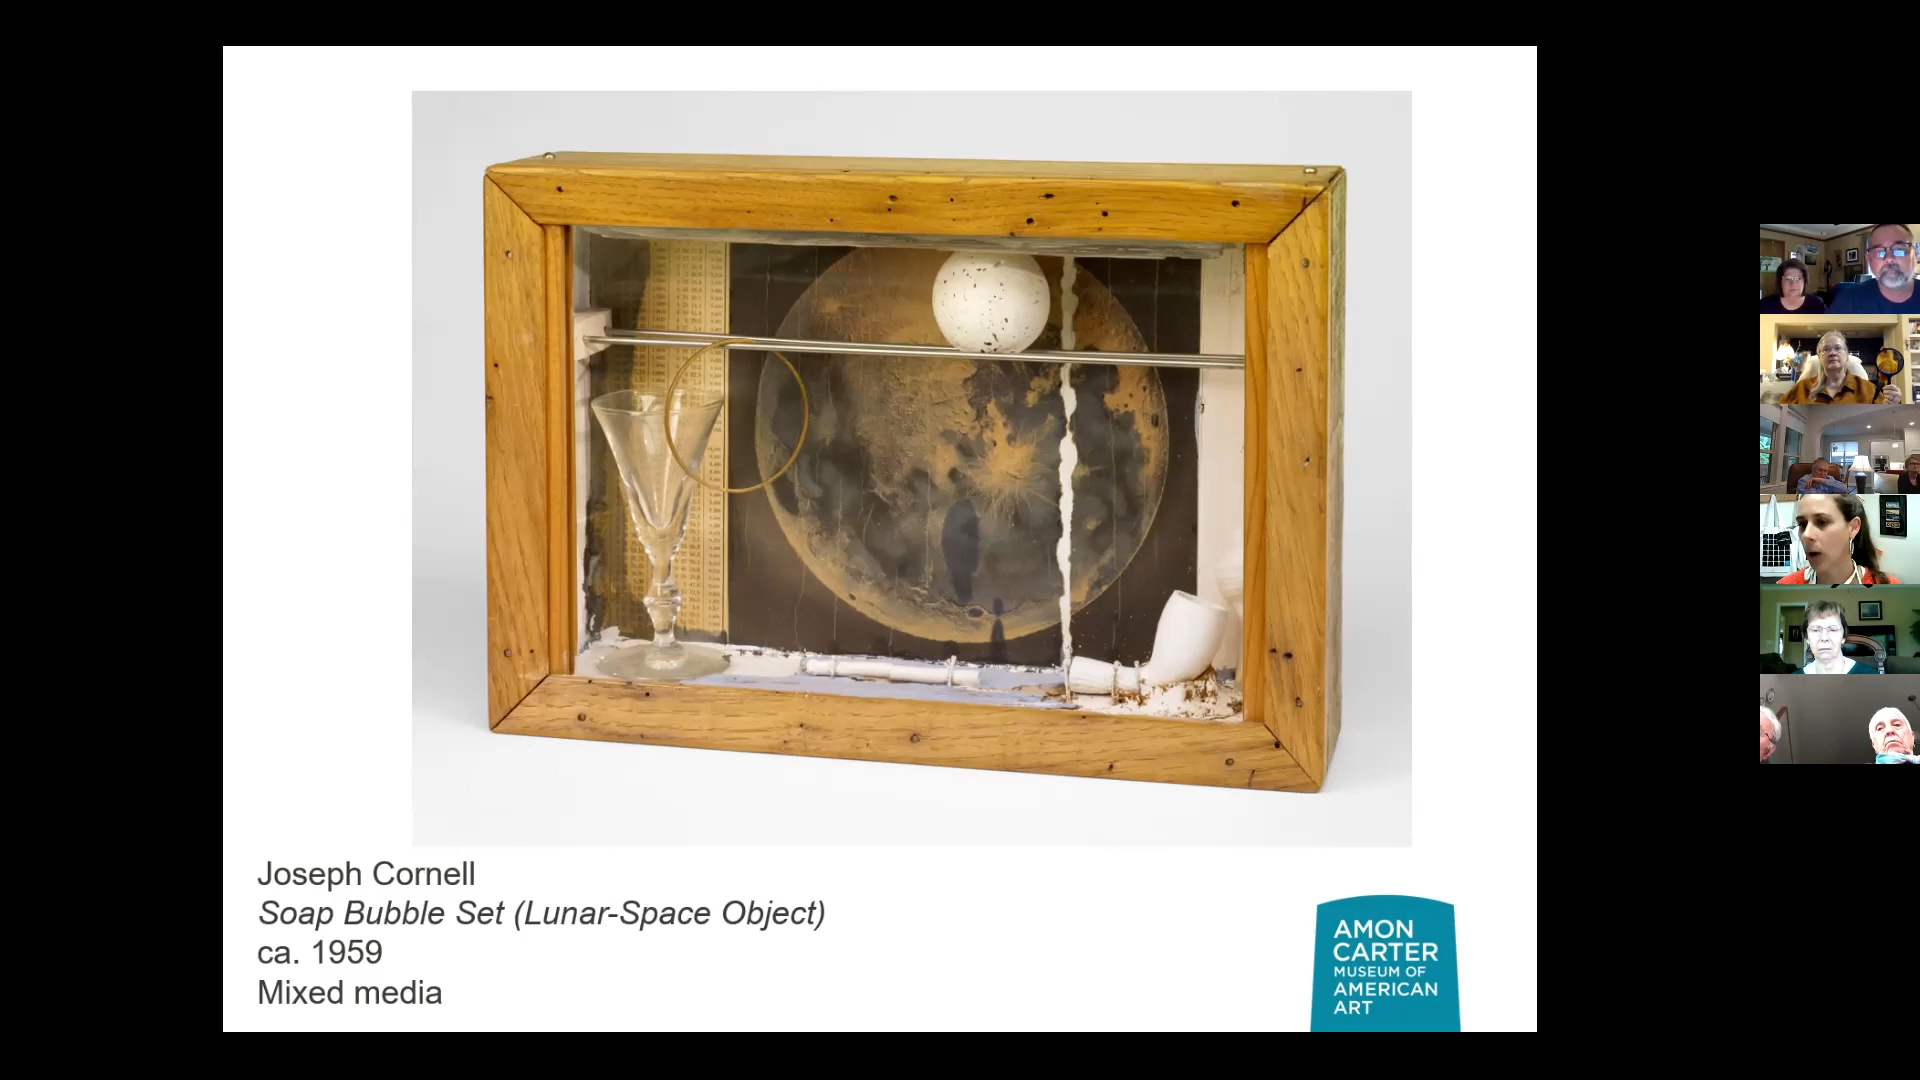 Joseph Cornell
Soap Bubble Set (Lunar-Space Object)
ca. 1959
Mixed media
AMON
CARTER
MUSEUM OF
AMERICAN
ART